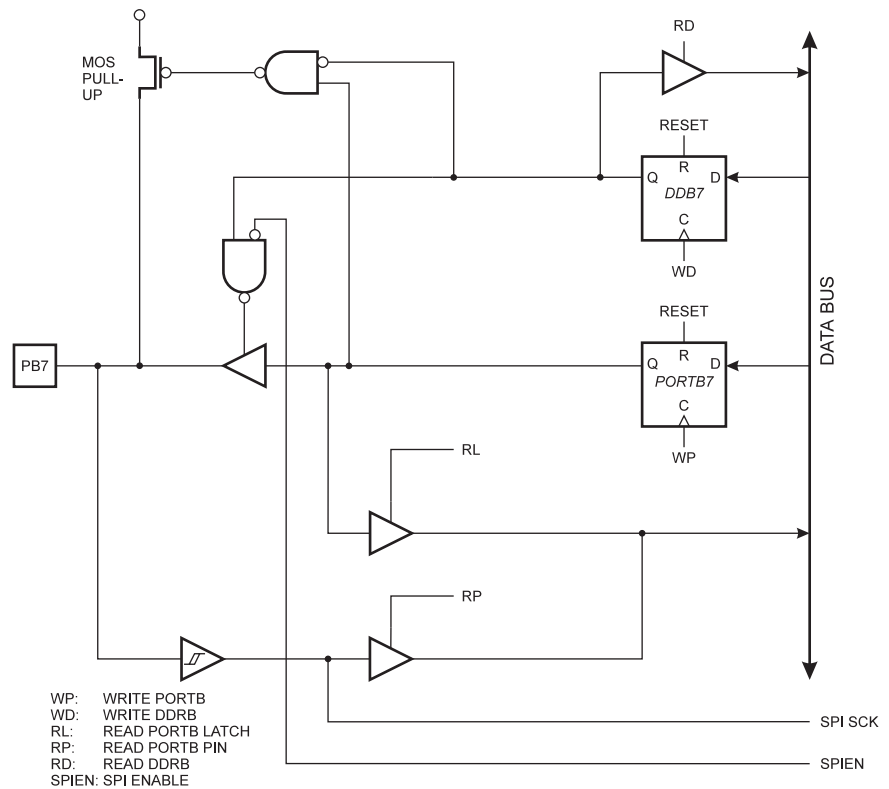 RD
MOS
PULL-
UP
RESET
R
Q
D
DDB7
C
WD
RESET
PB7
R
Q
D
PORTB7
C
WP
DATA BUS
RL
RP
WP: WRITE PORTB
WD: WRITE DDRB
RL: READ PORTB LATCH
RP: READ PORTB PIN
RD: READ DDRB
SPIEN: SPI ENABLE
SPI SCK
SPIEN